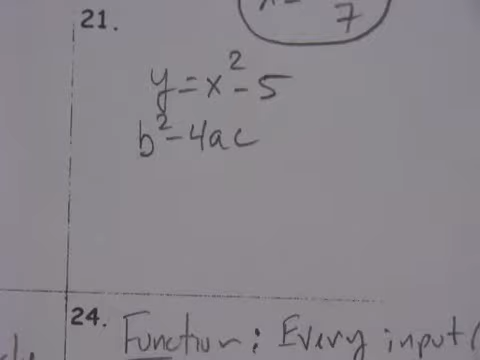 21.
7
y = x² - 5
b² - 4ac
24. Function: Every input